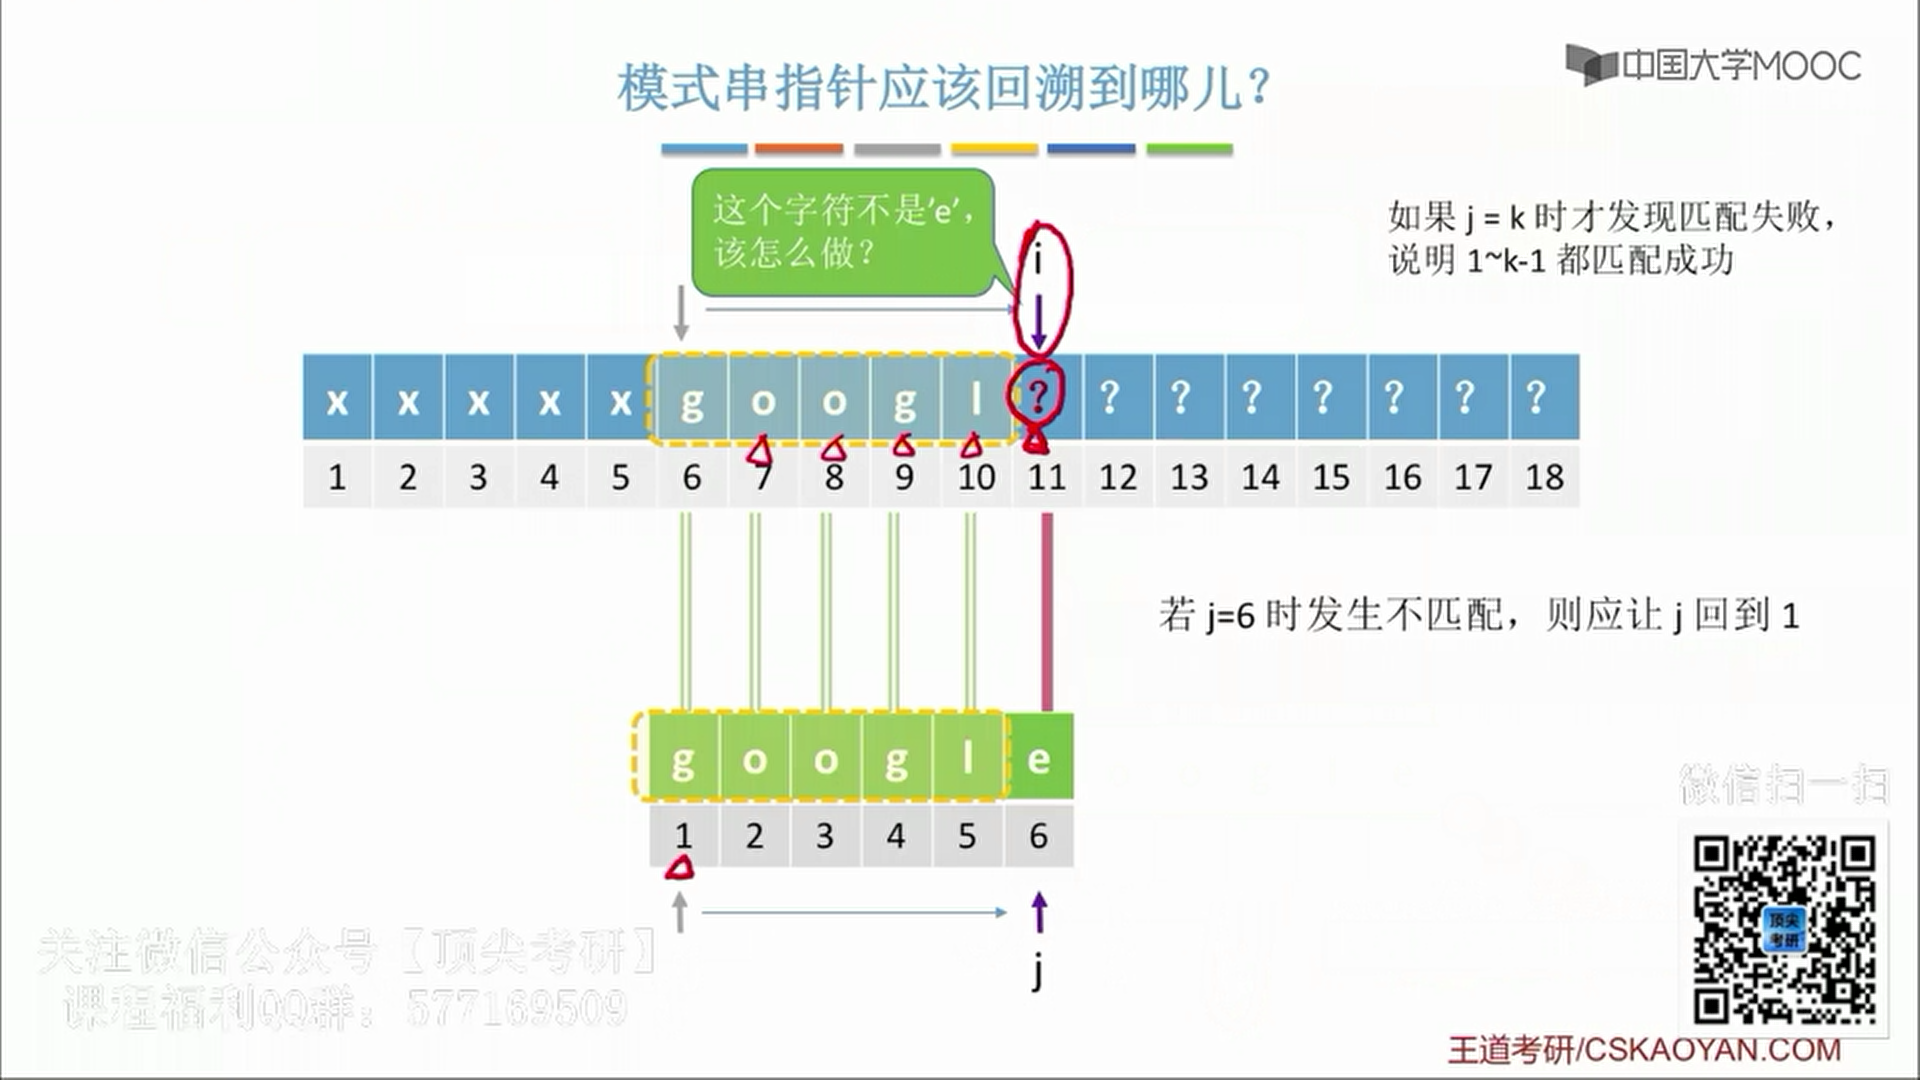 模式串指针应该回溯到哪儿?
中国大学MOOC
这个字符不是'e',
该怎么做?
i
如果 j = k 时才发现匹配失败,
说明 1~k-1 都匹配成功
x x x x x g o o g l ? ? ? ? ? ? ? ?
1 2 3 4 5 6 7 8 9 10 11 12 13 14 15 16 17 18
若 j=6 时发生不匹配,则应让 j 回到 1
g o o g l e
1 2 3 4 5 6
j
微信扫一扫
顶尖
考研
关注微信公众号【顶尖考研】
课程福利QQ群:577169509
王道考研/CSKAOYAN.COM